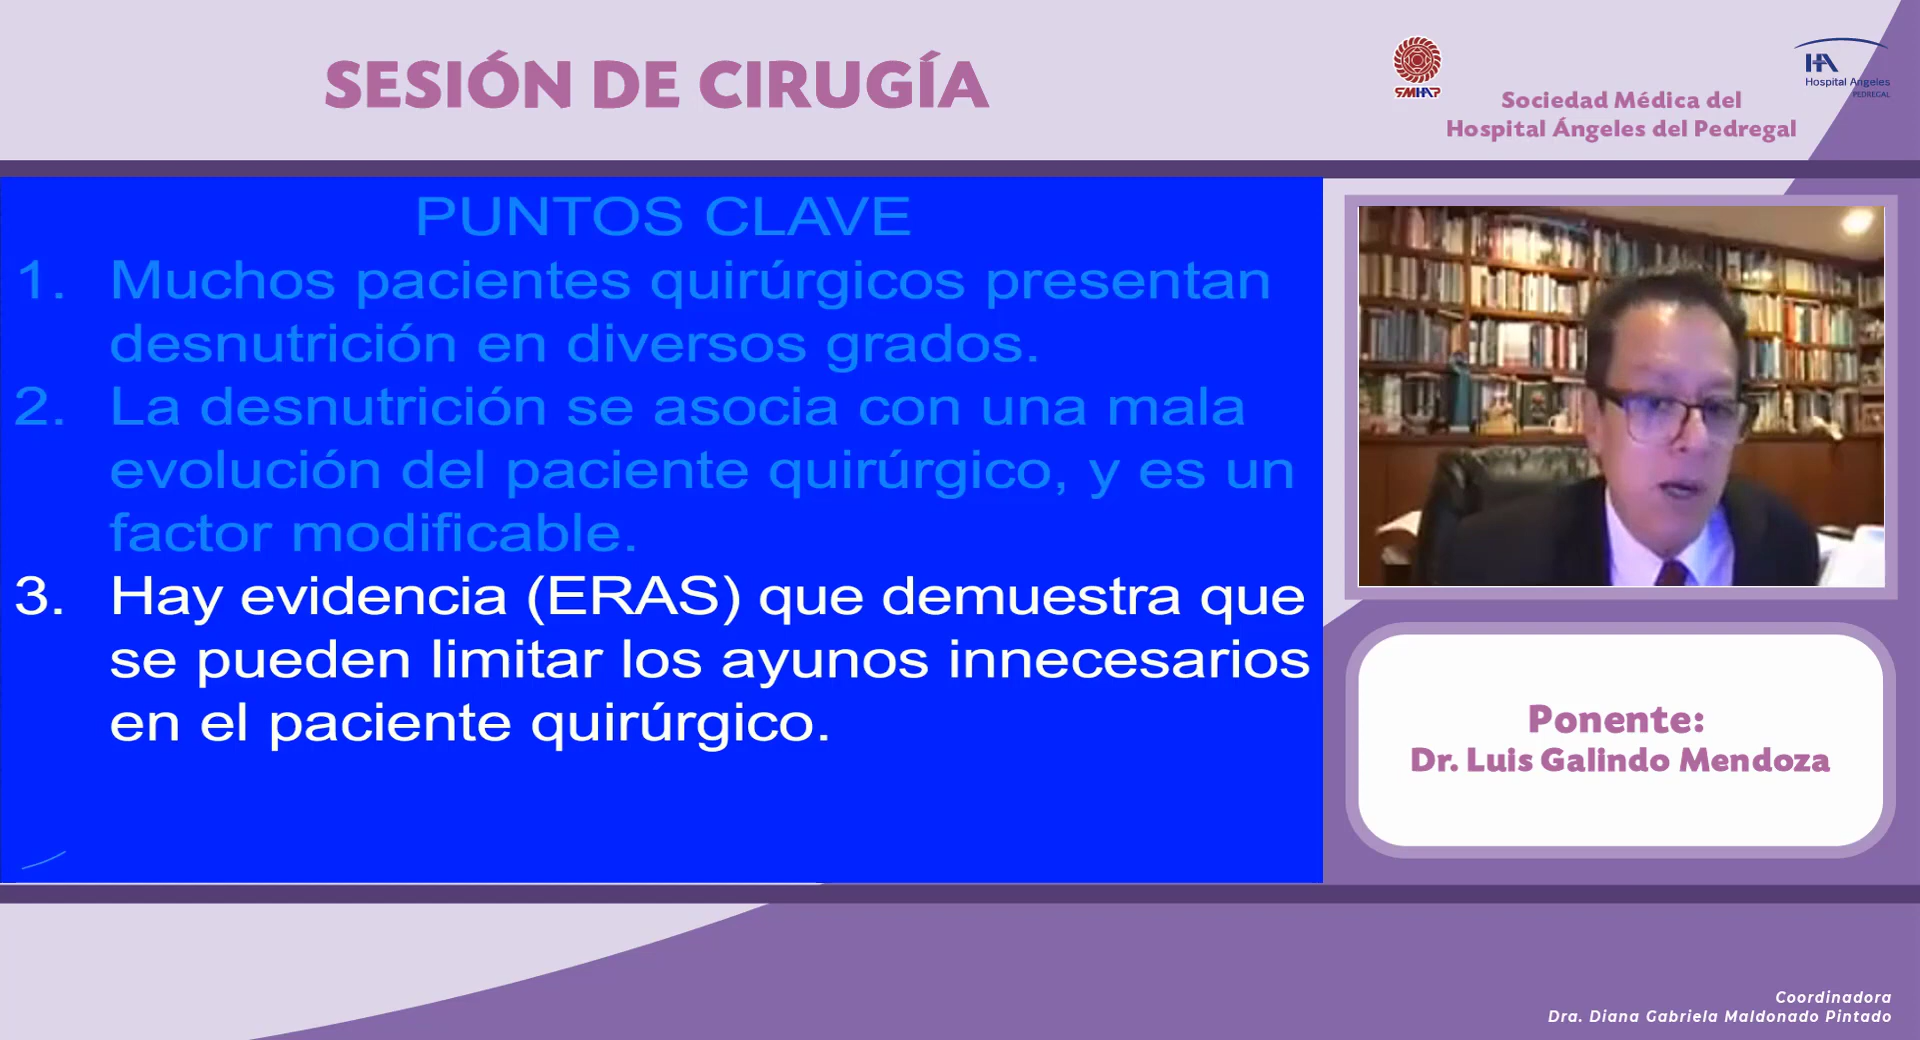 SESIÓN DE CIRUGÍA
SMHAP
Sociedad Médica del
Hospital Ángeles del Pedregal
HA
Hospital Angeles
PEDREGAL
PUNTOS CLAVE
1. Muchos pacientes quirúrgicos presentan
desnutrición en diversos grados.
2. La desnutrición se asocia con una mala
evolución del paciente quirúrgico, y es un
factor modificable.
3. Hay evidencia (ERAS) que demuestra que
se pueden limitar los ayunos innecesarios
en el paciente quirúrgico.
Ponente:
Dr. Luis Galindo Mendoza
Coordinadora
Dra. Diana Gabriela Maldonado Pintado